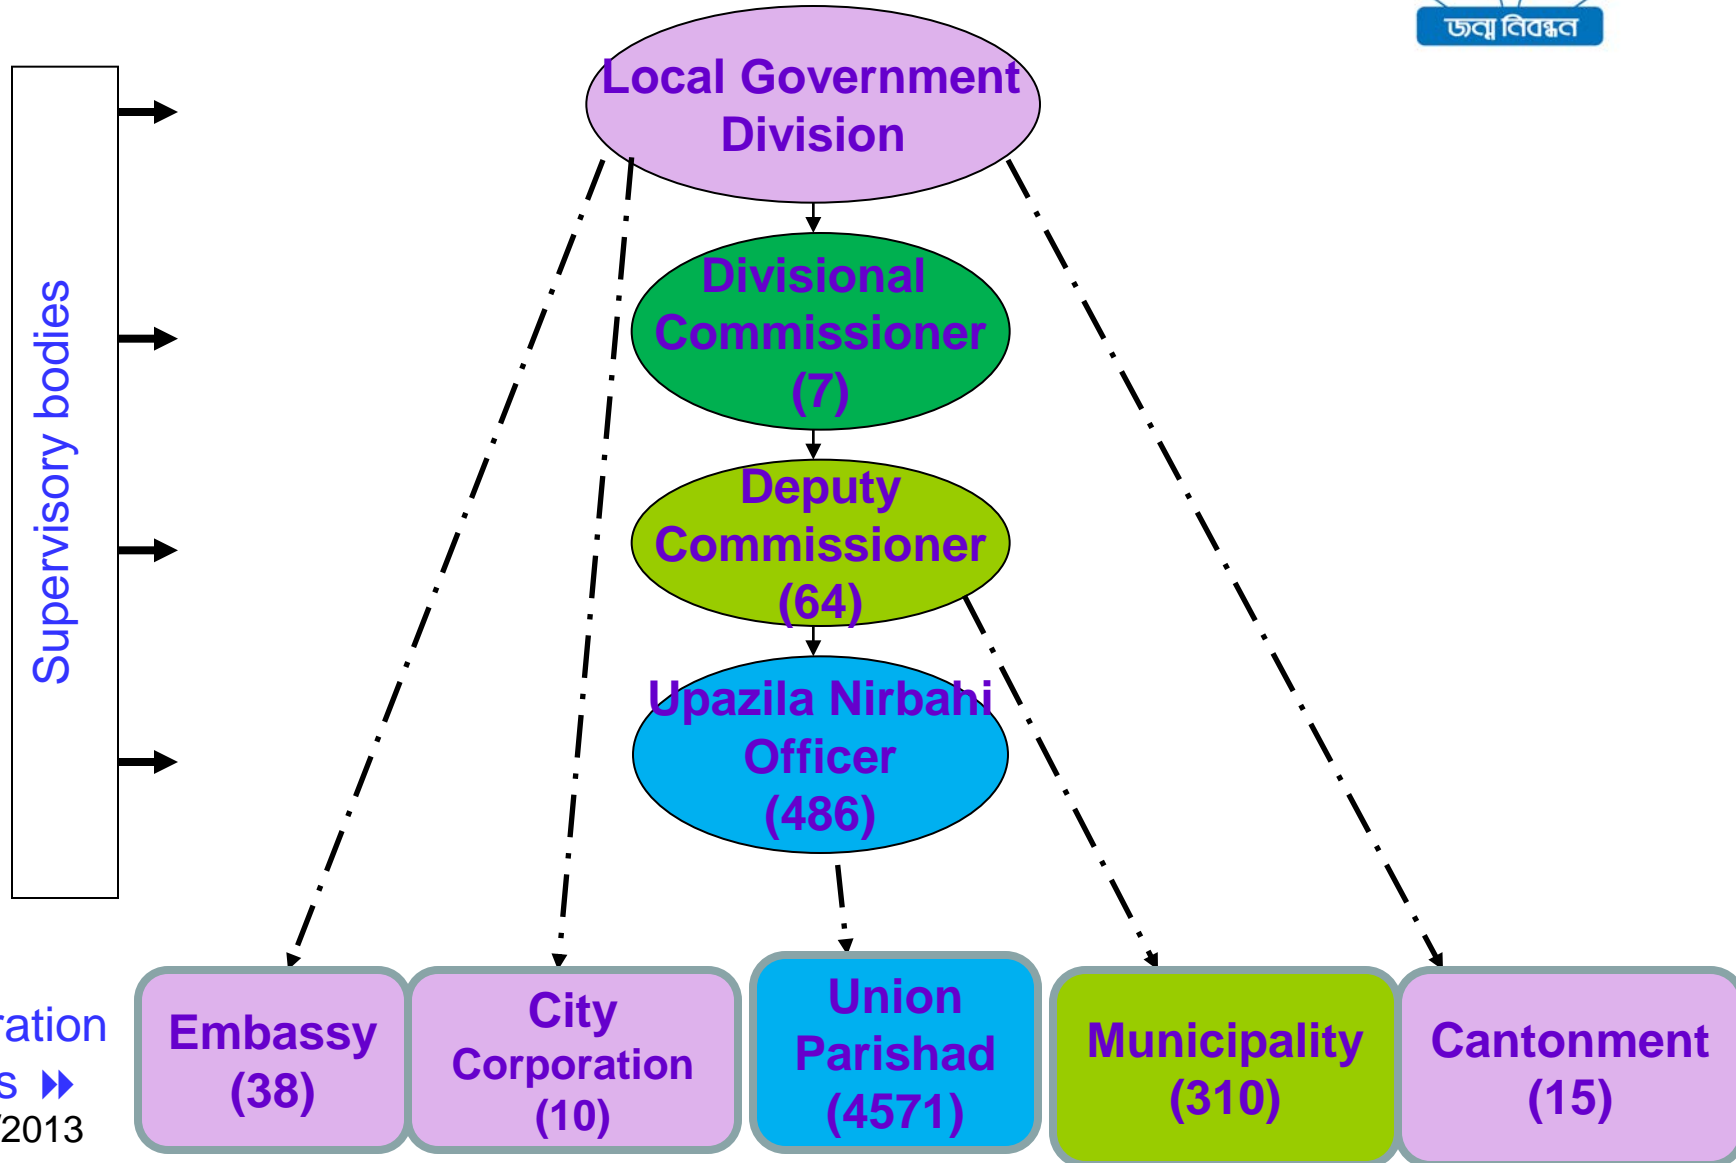 জন্ম নিবন্ধন
Local Government
Division
Supervisory bodies
Divisional
Commissioner
(7)
Deputy
Commissioner
(64)
Upazila Nirbahi
Officer
(486)
Embassy
(38)
City
Corporation
(10)
Union
Parishad
(4571)
Municipality
(310)
Cantonment
(15)
ration
s
/2013